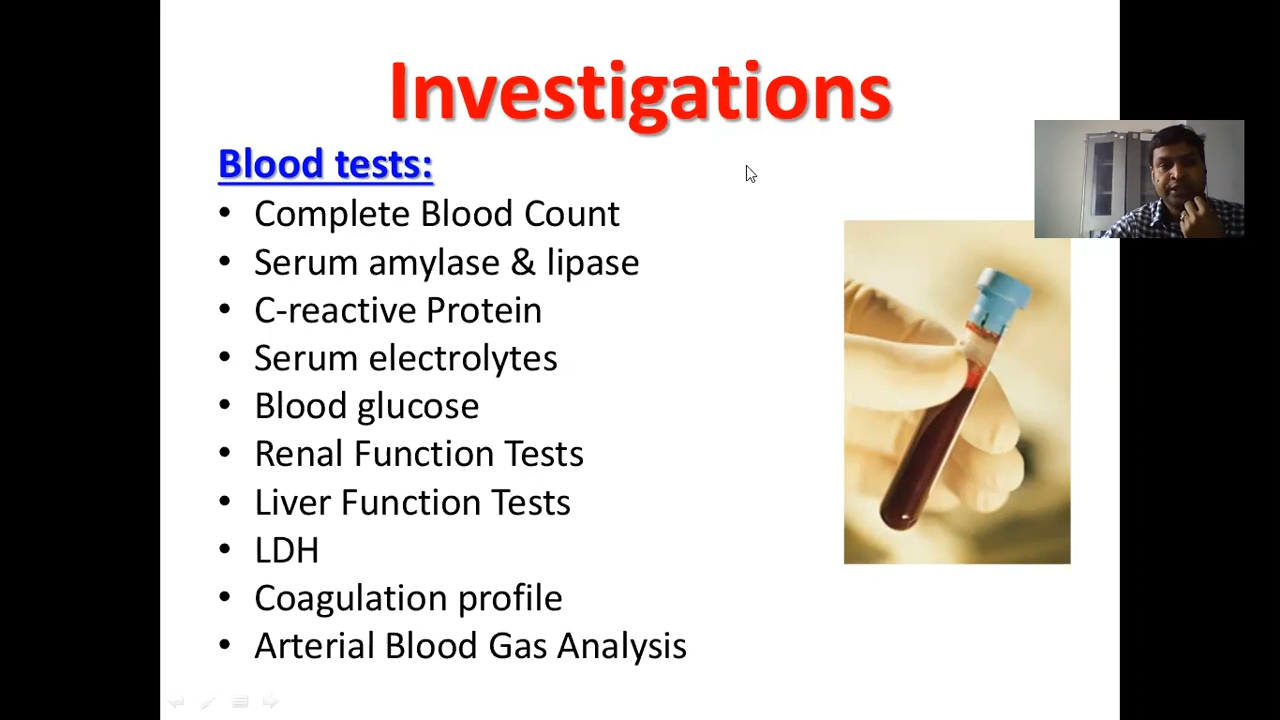 Investigations
Blood tests:
• Complete Blood Count
• Serum amylase & lipase
• C-reactive Protein
• Serum electrolytes
• Blood glucose
• Renal Function Tests
• Liver Function Tests
• LDH
• Coagulation profile
• Arterial Blood Gas Analysis